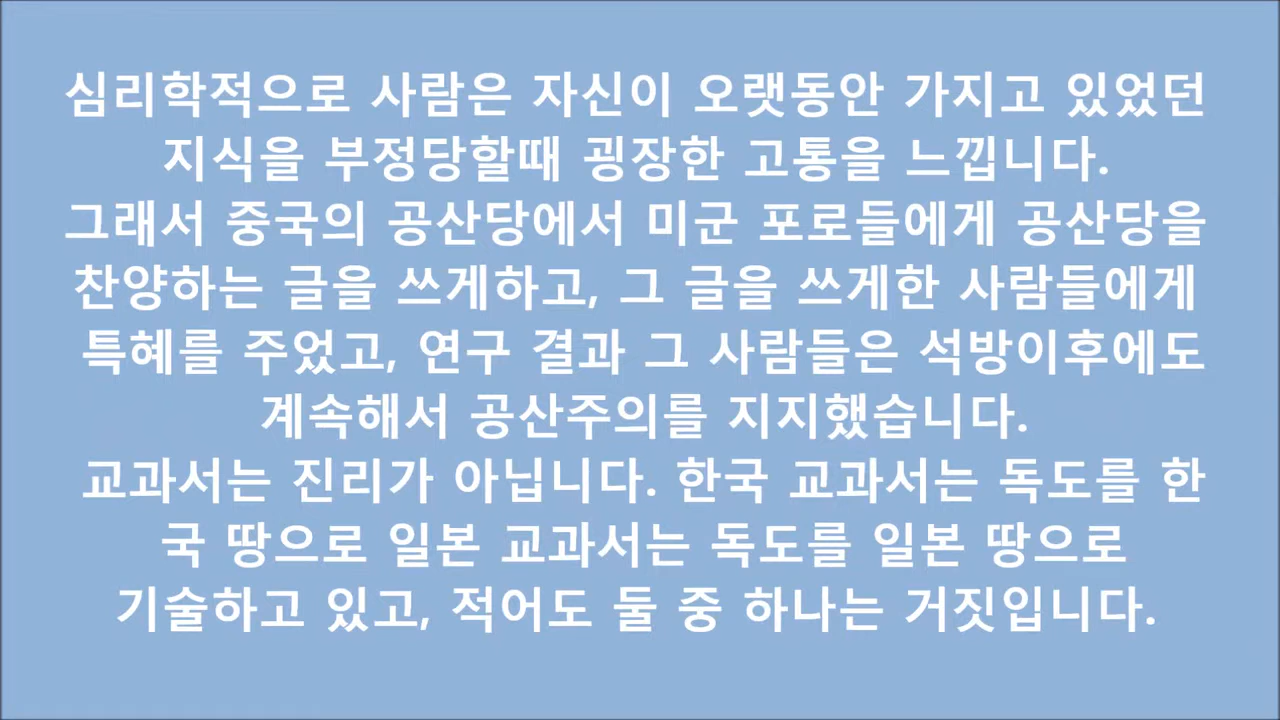 심리학적으로 사람은 자신이 오랫동안 가지고 있었던
지식을 부정당할때 굉장한 고통을 느낍니다.
그래서 중국의 공산당에서 미군 포로들에게 공산당을
찬양하는 글을 쓰게하고, 그 글을 쓰게한 사람들에게
특혜를 주었고, 연구 결과 그 사람들은 석방이후에도
계속해서 공산주의를 지지했습니다.
교과서는 진리가 아닙니다. 한국 교과서는 독도를 한
국 땅으로 일본 교과서는 독도를 일본 땅으로
기술하고 있고, 적어도 둘 중 하나는 거짓입니다.